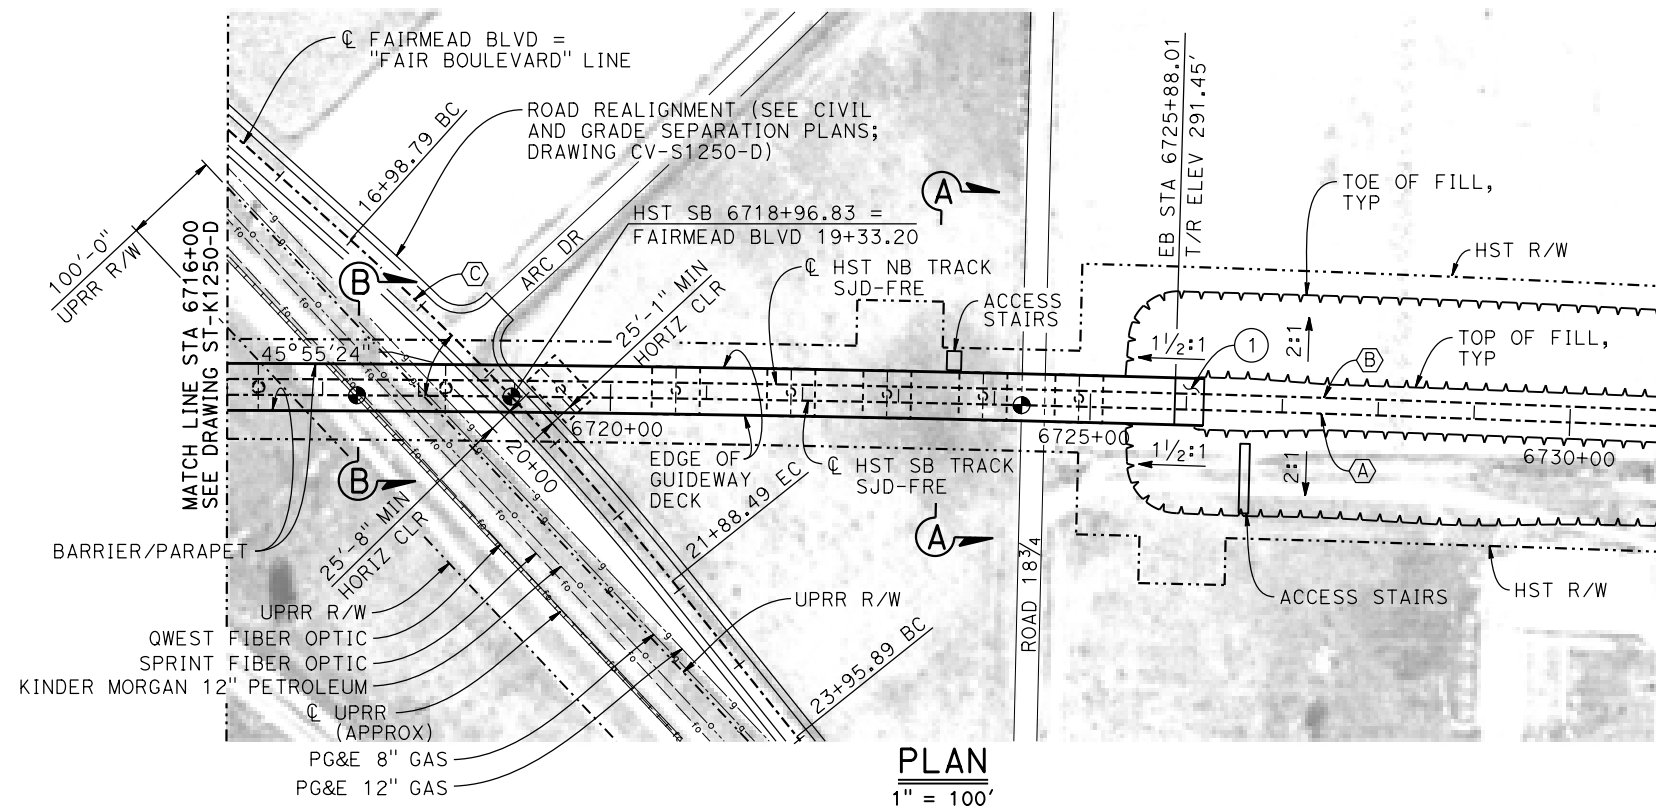 ℄ FAIRMEAD BLVD =
"FAIR BOULEVARD" LINE
ROAD REALIGNMENT (SEE CIVIL
AND GRADE SEPARATION PLANS;
DRAWING CV-S1250-D)
16+98.79 BC
100'-0"
UPRR R/W
MATCH LINE STA 6716+00
SEE DRAWING ST-K1250-D
HST SB 6718+96.83 =
FAIRMEAD BLVD 19+33.20
ARC DR
A
B
C
25'-1" MIN
HORIZ CLR
℄ HST NB TRACK
SJD-FRE
ACCESS
STAIRS
EB STA 6725+88.01
T/R ELEV 291.45'
TOE OF FILL,
TYP
HST R/W
1½:1
1
2:1
TOP OF FILL,
TYP
B
45°55'24"
6720+00
6725+00
6730+00
20+00
EDGE OF
GUIDEWAY
DECK
℄ HST SB TRACK
SJD-FRE
1½:1
2:1
A
B
25'-8" MIN
HORIZ CLR
21+88.49 EC
A
ROAD 18¾
BARRIER/PARAPET
UPRR R/W
QWEST FIBER OPTIC
SPRINT FIBER OPTIC
KINDER MORGAN 12" PETROLEUM
℄ UPRR
(APPROX)
PG&E 8" GAS
PG&E 12" GAS
UPRR R/W
23+95.89 BC
ACCESS STAIRS
HST R/W
PLAN
1" = 100'